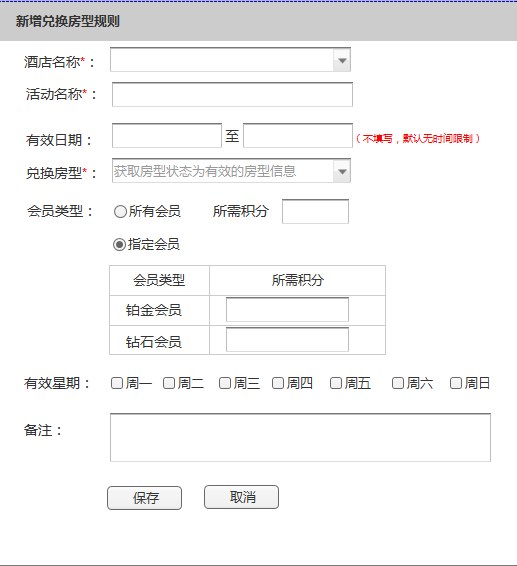 新增兑换房型规则
酒店名称*：
活动名称*：
有效日期： 至 （不填写，默认无时间限制）
兑换房型*： 获取房型状态为有效的房型信息
会员类型： 所有会员 所需积分
指定会员
会员类型 所需积分
铂金会员
钻石会员
有效星期： 周一 周二 周三 周四 周五 周六 周日
备注：
保存 取消